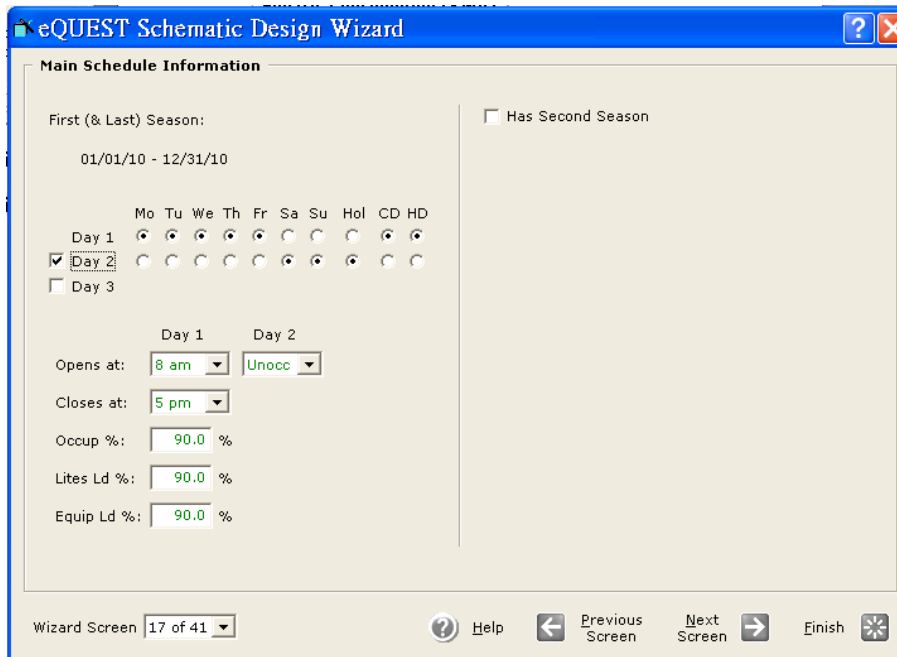 eQUEST Schematic Design Wizard
Main Schedule Information
First (& Last) Season:
01/01/10 - 12/31/10
Has Second Season
Mo Tu We Th Fr Sa Su Hol CD HD
Day 1
Day 2
Day 3
Day 1 Day 2
Opens at: 8 am Unocc
Closes at: 5 pm
Occup %: 90.0 %
Lites Ld %: 90.0 %
Equip Ld %: 90.0 %
Wizard Screen 17 of 41
Help
Previous Screen
Next Screen
Finish